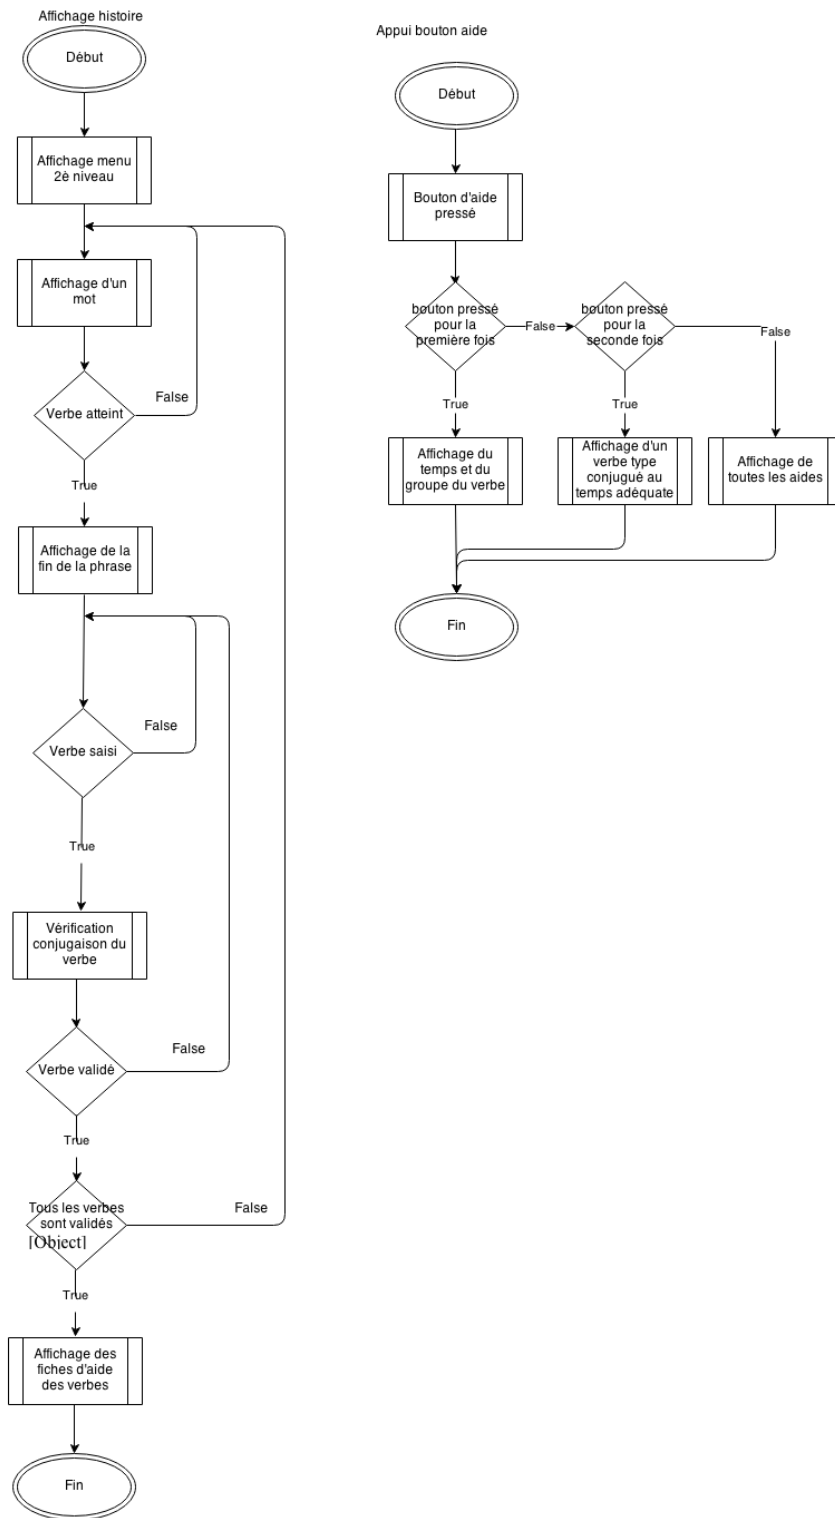 Affichage histoire
Début
Affichage menu
2è niveau
Affichage d'un
mot
Verbe atteint
False
True
Affichage de la
fin de la phrase
False
Verbe saisi
True
Vérification
conjugaison du
verbe
False
Verbe validé
True
Tous les verbes
sont validés
[Object]
False
True
Affichage des
fiches d'aide
des verbes
Fin
Appui bouton aide
Début
Bouton d'aide
pressé
bouton pressé
pour la
première fois
False
bouton pressé
pour la
seconde fois
False
True
True
Affichage du
temps et du
groupe du verbe
Affichage d'un
verbe type
conjugué au
temps adéquate
Affichage de
toutes les aides
Fin